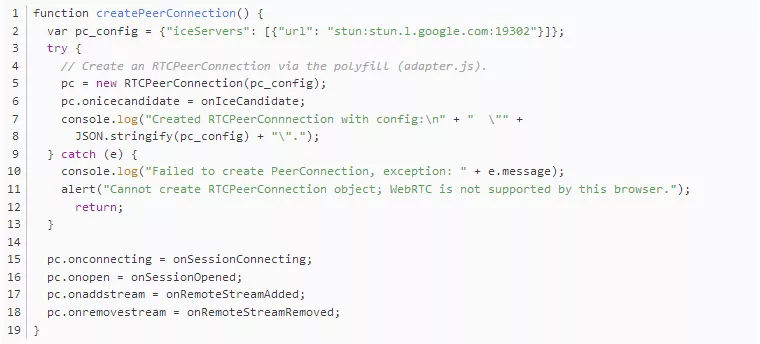 1 function createPeerConnection() {
2 var pc_config = {"iceServers": [{"url": "stun:stun.l.google.com:19302"}]};
3 try {
4 // Create an RTCPeerConnection via the polyfill (adapter.js).
5 pc = new RTCPeerConnection(pc_config);
6 pc.onicecandidate = onIceCandidate;
7 console.log("Created RTCPeerConnnection with config:\n" + "  \"" +
8 JSON.stringify(pc_config) + "\".");
9 } catch (e) {
10 console.log("Failed to create PeerConnection, exception: " + e.message);
11 alert("Cannot create RTCPeerConnection object; WebRTC is not supported by this browser.");
12 return;
13 }
14
15 pc.onconnecting = onSessionConnecting;
16 pc.onopen = onSessionOpened;
17 pc.onaddstream = onRemoteStreamAdded;
18 pc.onremovestream = onRemoteStreamRemoved;
19 }